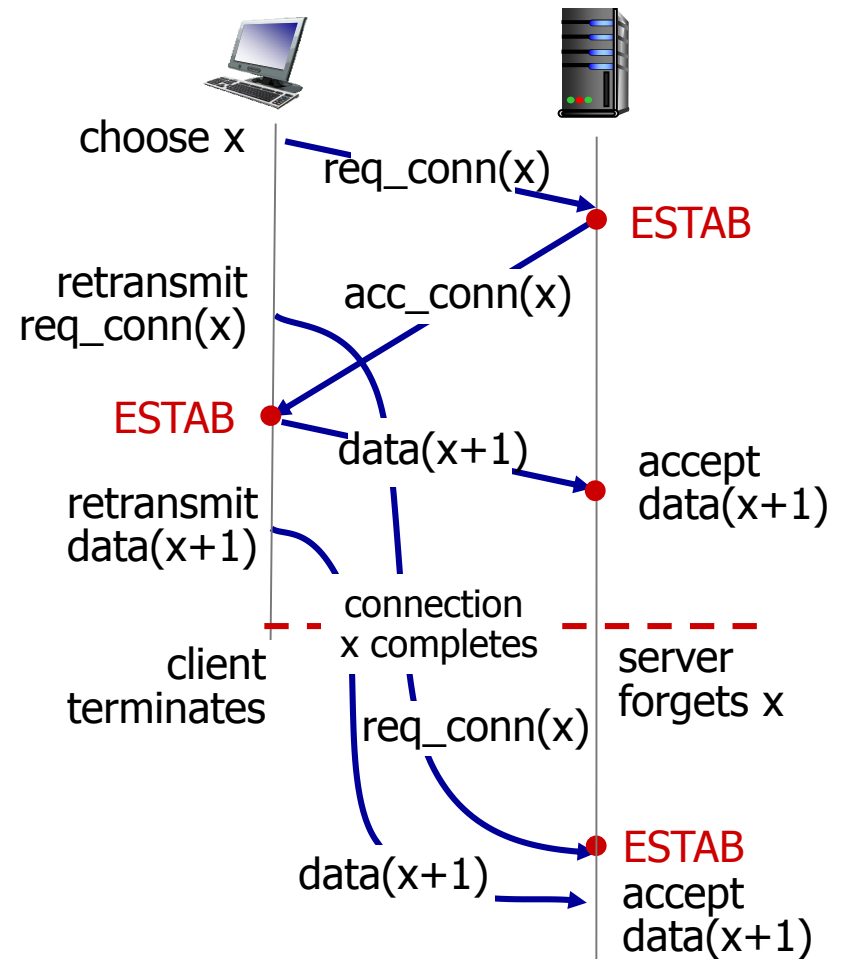 choose x
req_conn(x)
ESTAB
retransmit
req_conn(x)
acc_conn(x)
ESTAB
data(x+1)
accept
data(x+1)
retransmit
data(x+1)
connection
x completes
client
terminates
server
forgets x
req_conn(x)
ESTAB
data(x+1)
accept
data(x+1)